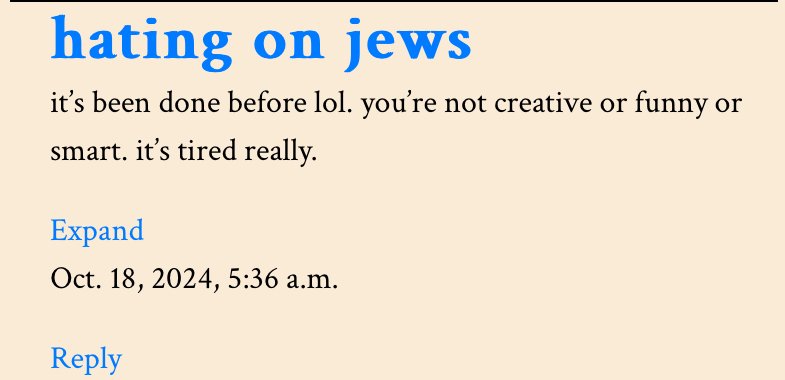 hating on jews
it’s been done before lol. you’re not creative or funny or
smart. it’s tired really.
Expand
Oct. 18, 2024, 5:36 a.m.
Reply